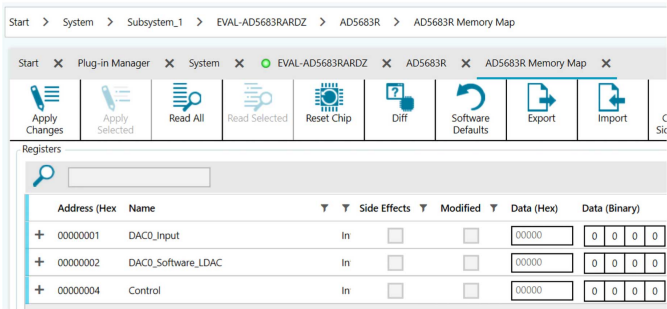 Start > System > Subsystem_1 > EVAL-AD5683RARDZ > AD5683R > AD5683R Memory Map
Start Plug-in Manager System EVAL-AD5683RARDZ AD5683R AD5683R Memory Map
Apply Changes Apply Selected Read All Read Selected Reset Chip Diff Software Defaults Export Import
Registers
Address (Hex Name Side Effects Modified Data (Hex) Data (Binary)
00000001 DAC0_Input In 00000 0 0 0 0
00000002 DAC0_Software_LDAC In 00000 0 0 0 0
00000004 Control In 00000 0 0 0 0